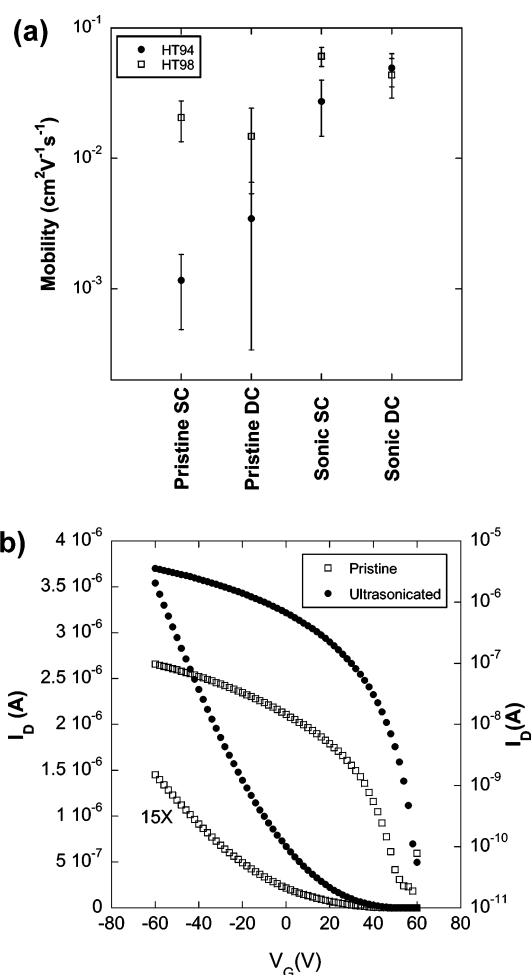 (a)
HT94
HT98
Mobility (cm²V⁻¹s⁻¹)
10⁻¹
10⁻²
10⁻³
Pristine SC
Pristine DC
Sonic SC
Sonic DC
b)
Pristine
Ultrasonicated
I_D (A)
4 10⁻⁶
3.5 10⁻⁶
3 10⁻⁶
2.5 10⁻⁶
2 10⁻⁶
1.5 10⁻⁶
1 10⁻⁶
5 10⁻⁷
0
15X
10⁻⁵
10⁻⁶
10⁻⁷
10⁻⁸
10⁻⁹
10⁻¹⁰
10⁻¹¹
I_D (A)
-80 -60 -40 -20 0 20 40 60 80
V_G(V)